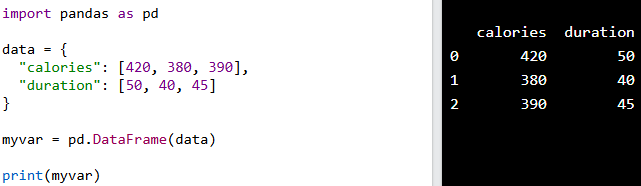 import pandas as pd
data = {
  "calories": [420, 380, 390],
  "duration": [50, 40, 45]
}
myvar = pd.DataFrame(data)
print(myvar)
   calories  duration
0       420        50
1       380        40
2       390        45